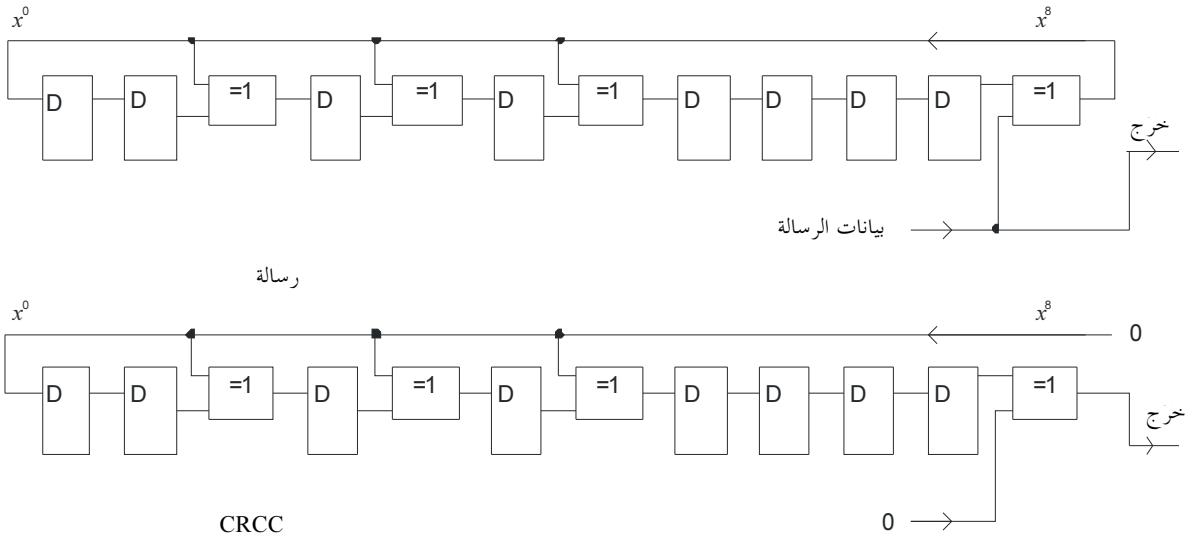 x⁰ x⁸
D D =1 D =1 D =1 D D D D =1
خرج
بيانات الرسالة
رسالة
x⁰ x⁸ 0
D D =1 D =1 D =1 D D D D =1
خرج
0
CRCC